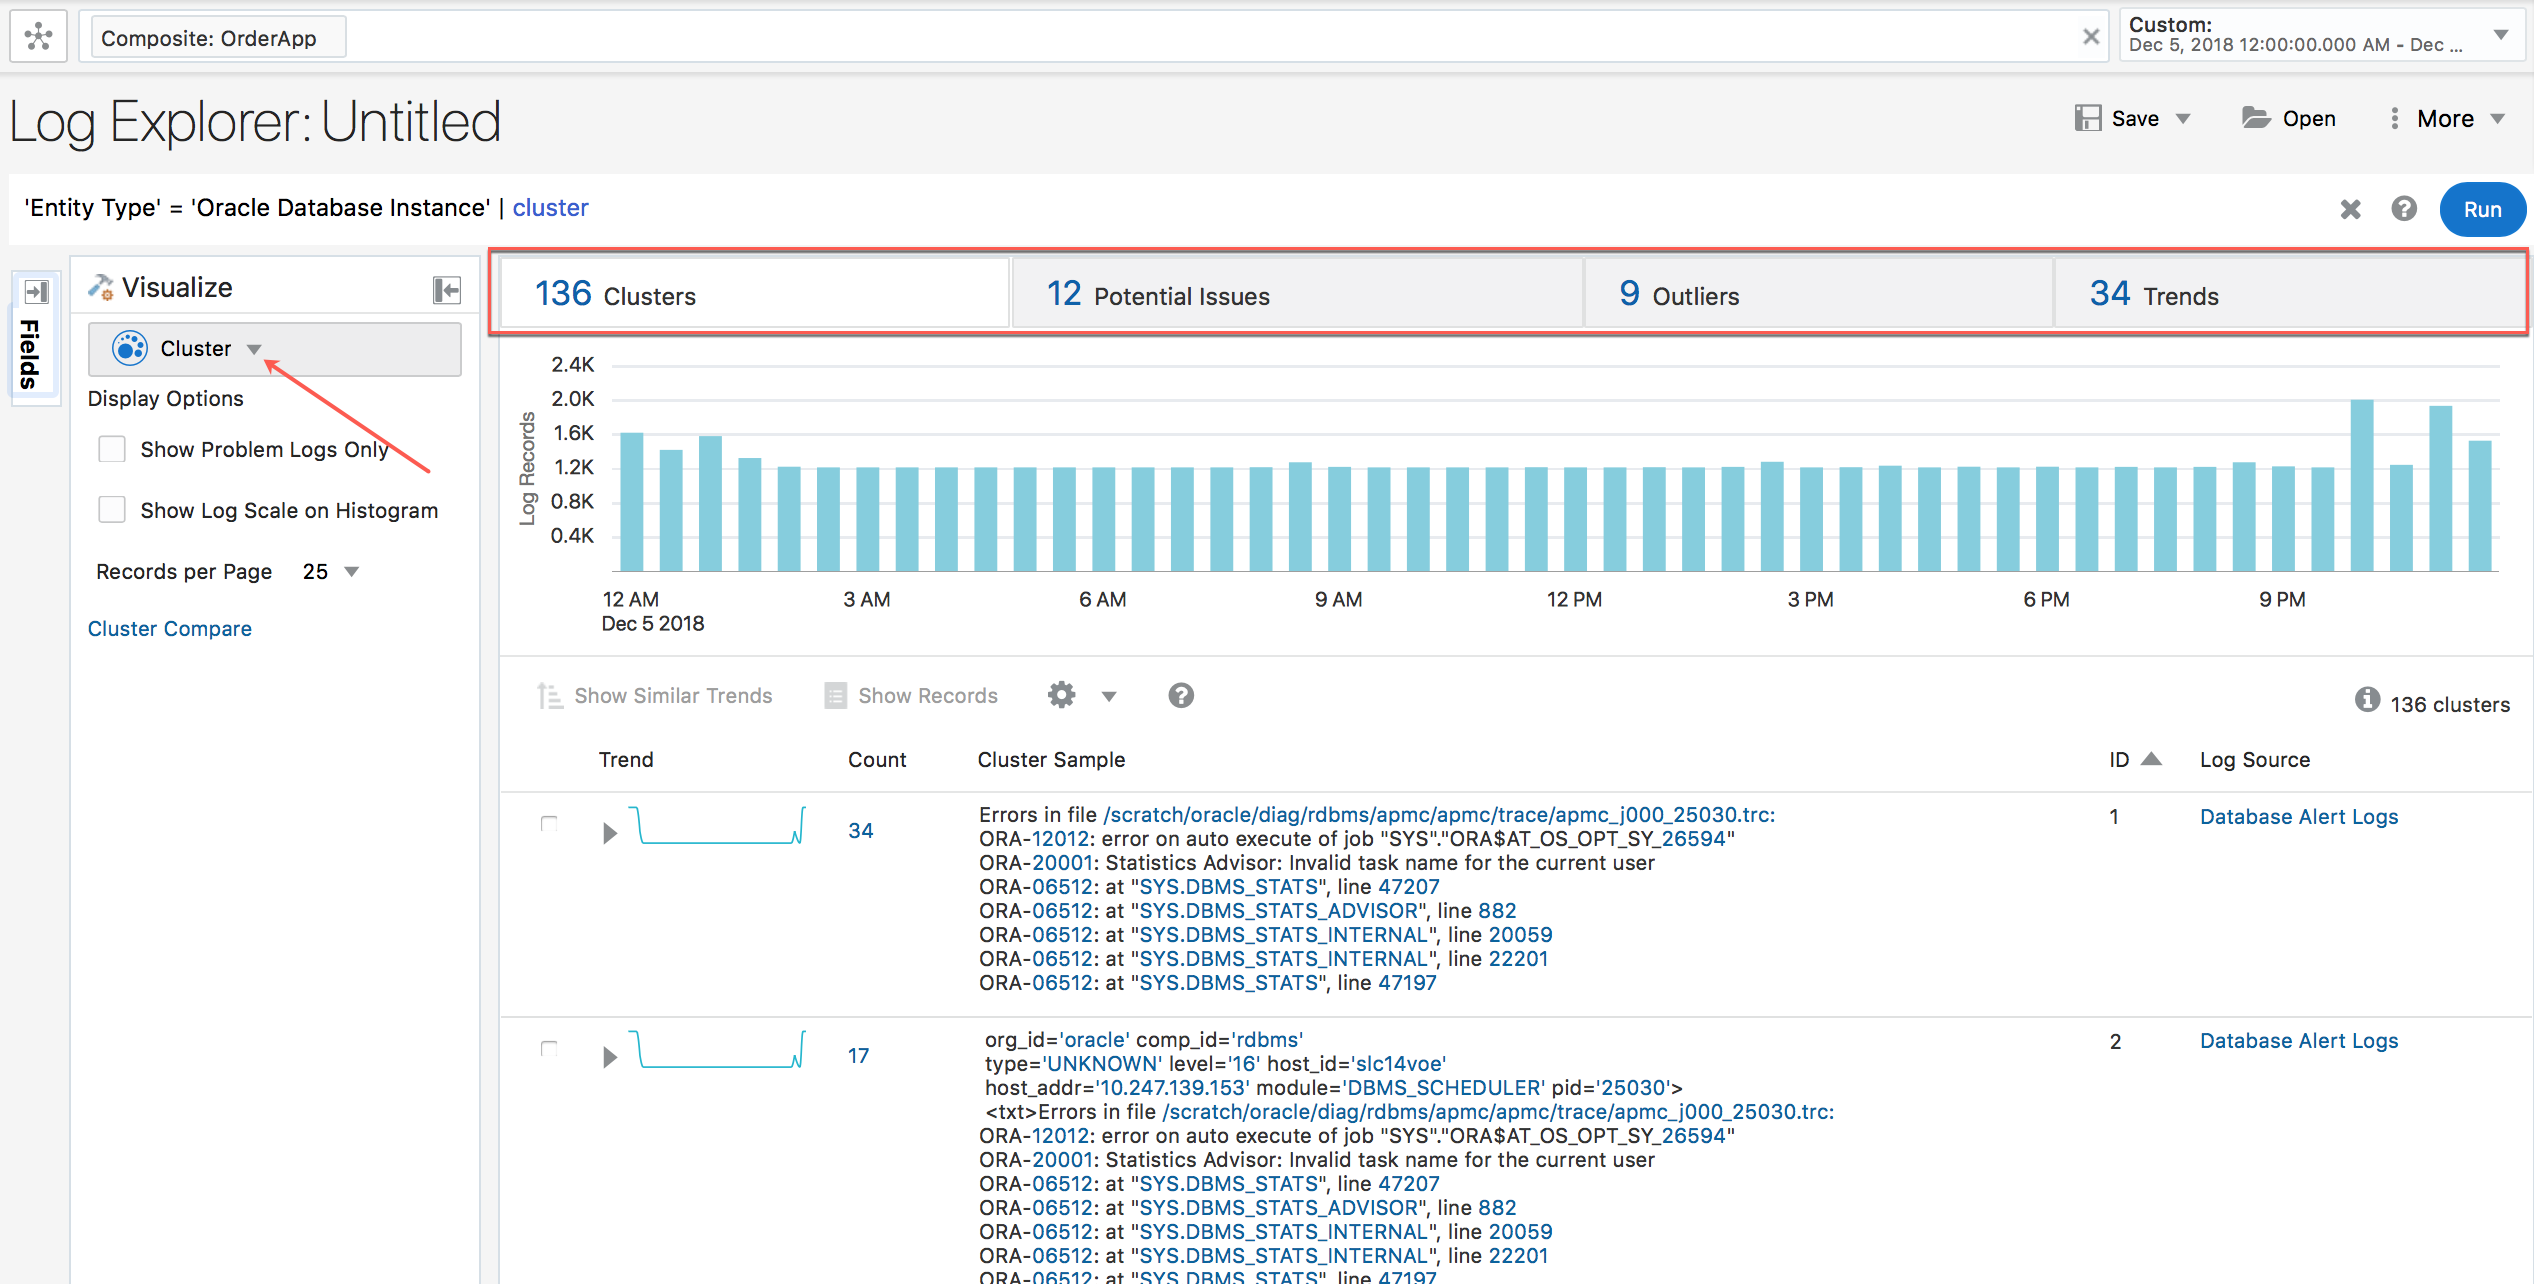 Composite: OrderApp
Custom:
Dec 5, 2018 12:00:00.000 AM - Dec ...
Log Explorer: Untitled
Save
Open
More
'Entity Type' = 'Oracle Database Instance' | cluster
Run
Fields
Visualize
Cluster
Display Options
Show Problem Logs Only
Show Log Scale on Histogram
Records per Page 25
Cluster Compare
136 Clusters
12 Potential Issues
9 Outliers
34 Trends
Log Records
2.4K
2.0K
1.6K
1.2K
0.8K
0.4K
12 AM 3 AM 6 AM 9 AM 12 PM 3 PM 6 PM 9 PM
Dec 5 2018
Show Similar Trends
Show Records
136 clusters
Trend Count Cluster Sample ID Log Source
34
Errors in file /scratch/oracle/diag/rdbms/apmc/apmc/trace/apmc_j000_25030.trc:
ORA-12012: error on auto execute of job "SYS"."ORA$AT_OS_OPT_SY_26594"
ORA-20001: Statistics Advisor: Invalid task name for the current user
ORA-06512: at "SYS.DBMS_STATS", line 47207
ORA-06512: at "SYS.DBMS_STATS_ADVISOR", line 882
ORA-06512: at "SYS.DBMS_STATS_INTERNAL", line 20059
ORA-06512: at "SYS.DBMS_STATS_INTERNAL", line 22201
ORA-06512: at "SYS.DBMS_STATS", line 47197
1
Database Alert Logs
17
org_id='oracle' comp_id='rdbms'
type='UNKNOWN' level='16' host_id='slc14voe'
host_addr='10.247.139.153' module='DBMS_SCHEDULER' pid='25030'>
<txt>Errors in file /scratch/oracle/diag/rdbms/apmc/apmc/trace/apmc_j000_25030.trc:
ORA-12012: error on auto execute of job "SYS"."ORA$AT_OS_OPT_SY_26594"
ORA-20001: Statistics Advisor: Invalid task name for the current user
ORA-06512: at "SYS.DBMS_STATS", line 47207
ORA-06512: at "SYS.DBMS_STATS_ADVISOR", line 882
ORA-06512: at "SYS.DBMS_STATS_INTERNAL", line 20059
ORA-06512: at "SYS.DBMS_STATS_INTERNAL", line 22201
ORA-06512: at "SYS.DBMS_STATS", line 47197
2
Database Alert Logs